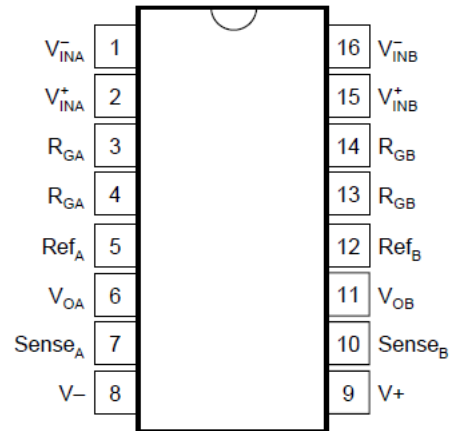 V⁻INA 1 16 V⁻INB
V⁺INA 2 15 V⁺INB
RGA 3 14 RGB
RGA 4 13 RGB
RefA 5 12 RefB
VOA 6 11 VOB
SenseA 7 10 SenseB
V– 8 9 V+